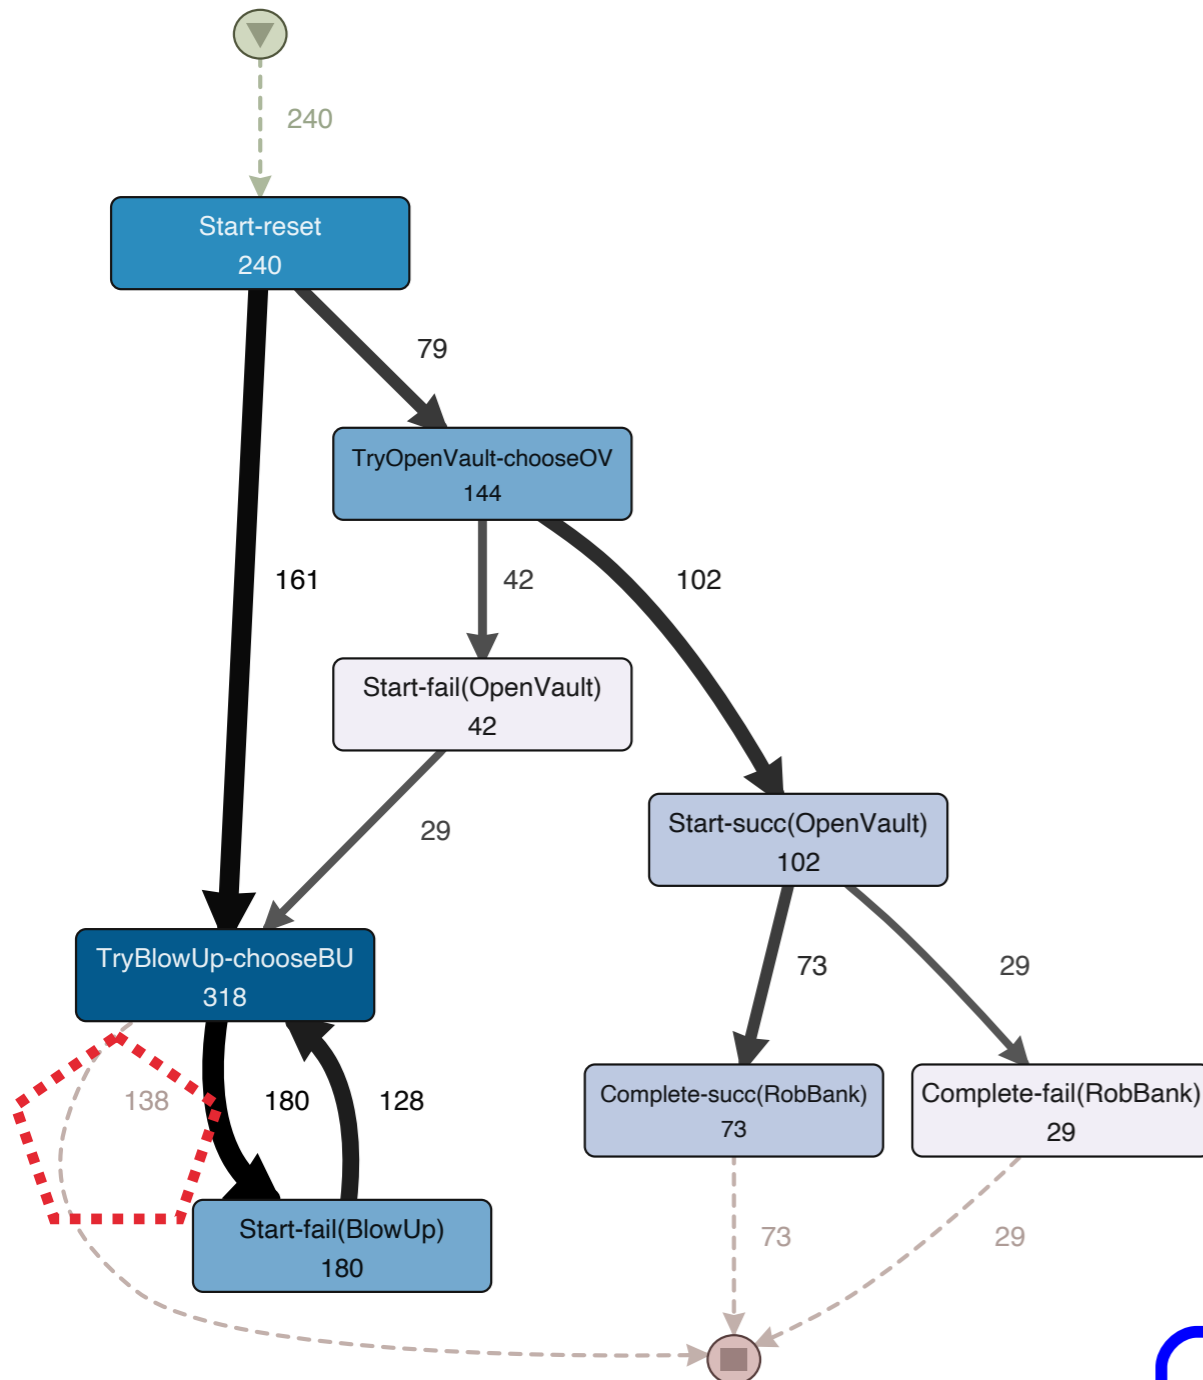 240
Start-reset
240
79
TryOpenVault-chooseOV
144
161
42
102
Start-fail(OpenVault)
42
29
Start-succ(OpenVault)
102
TryBlowUp-chooseBU
318
73
29
138
180
128
Complete-succ(RobBank)
73
Complete-fail(RobBank)
29
Start-fail(BlowUp)
180
73
29